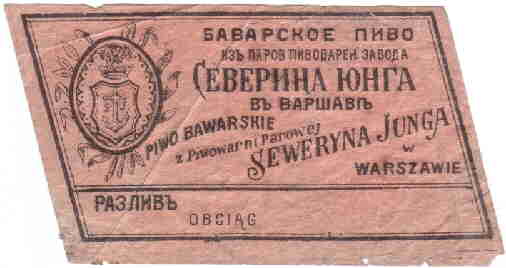 БАВАРСКОЕ ПИВО
ИЗЪ ПАРОВ ПИВОВАРЕН ЗАВОДА
СЕВЕРИНА ЮНГА
ВЪ ВАРШАВѢ
PIWO BAWARSKIE
z Piwowarni Parowej
SEWERYNA JUNGA
w
WARSZAWIE
РАЗЛИВЪ
OBCIĄG